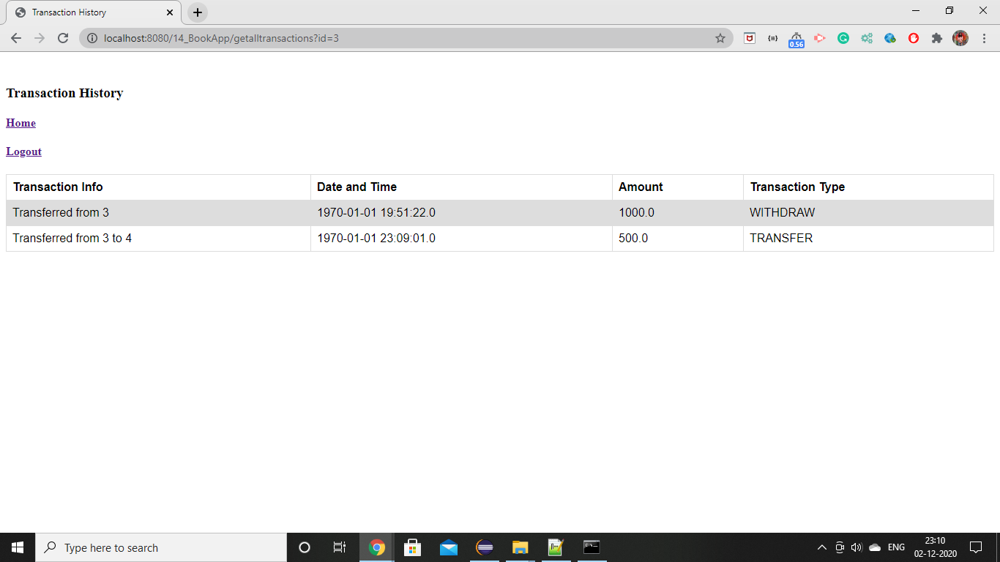 Transaction History
localhost:8080/14_BookApp/getalltransactions?id=3
{=}
0.56
Transaction History
Home
Logout
Transaction Info Date and Time Amount Transaction Type
Transferred from 3 1970-01-01 19:51:22.0 1000.0 WITHDRAW
Transferred from 3 to 4 1970-01-01 23:09:01.0 500.0 TRANSFER
Type here to search
ENG
23:10
02-12-2020